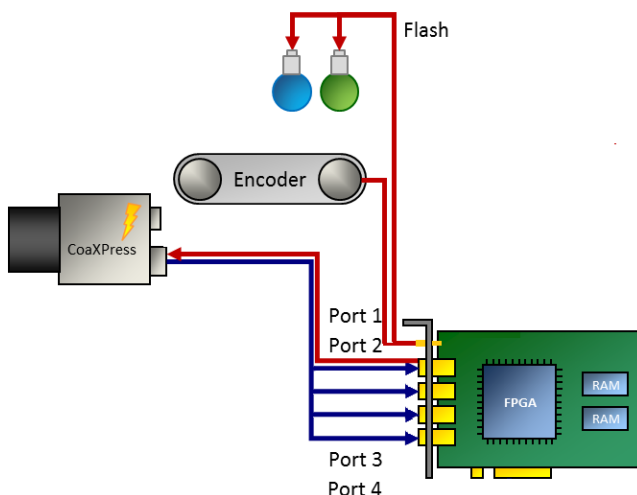 Flash
Encoder
CoaXPress
Port 1
Port 2
FPGA
RAM
RAM
Port 3
Port 4